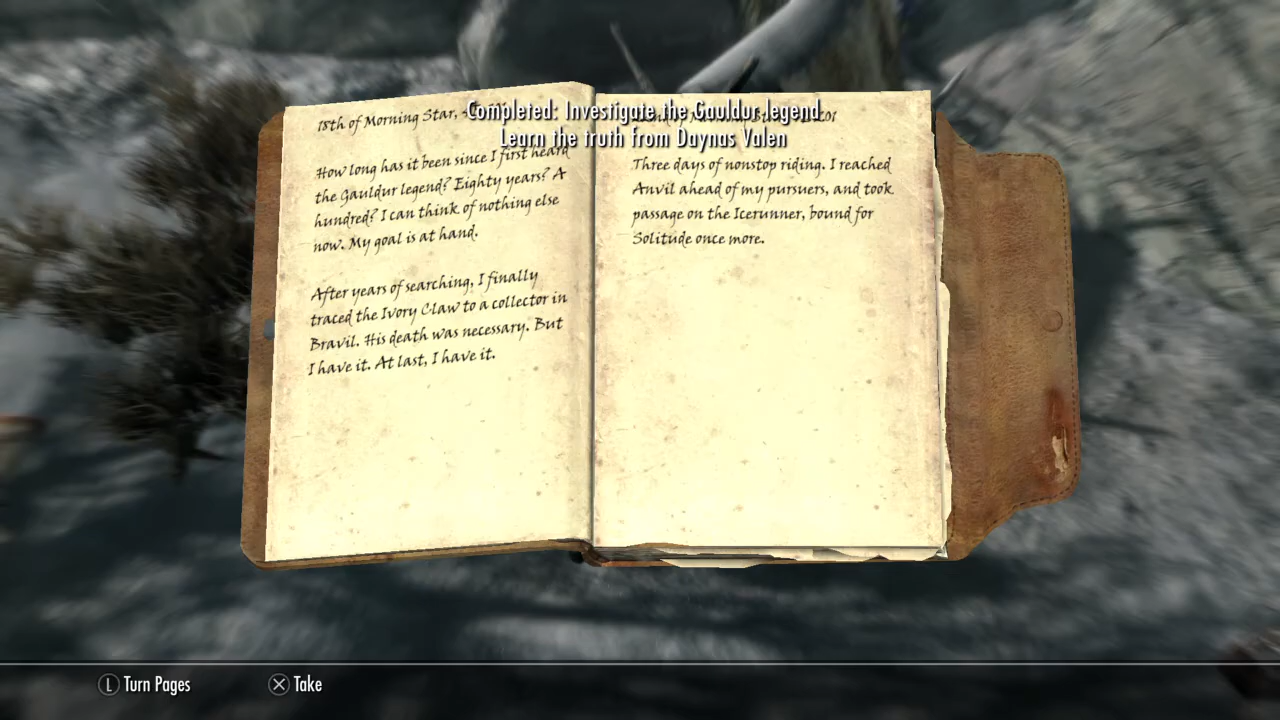 Completed: Investigate the Gauldur legend
Learn the truth from Daynas Valen
18th of Morning Star,
How long has it been since I first heard
the Gauldur legend? Eighty years? A
hundred? I can think of nothing else
now. My goal is at hand.
After years of searching, I finally
traced the Ivory Claw to a collector in
Bravil. His death was necessary. But
I have it. At last, I have it.
Three days of nonstop riding. I reached
Anvil ahead of my pursuers, and took
passage on the Icerunner, bound for
Solitude once more.
L Turn Pages
X Take